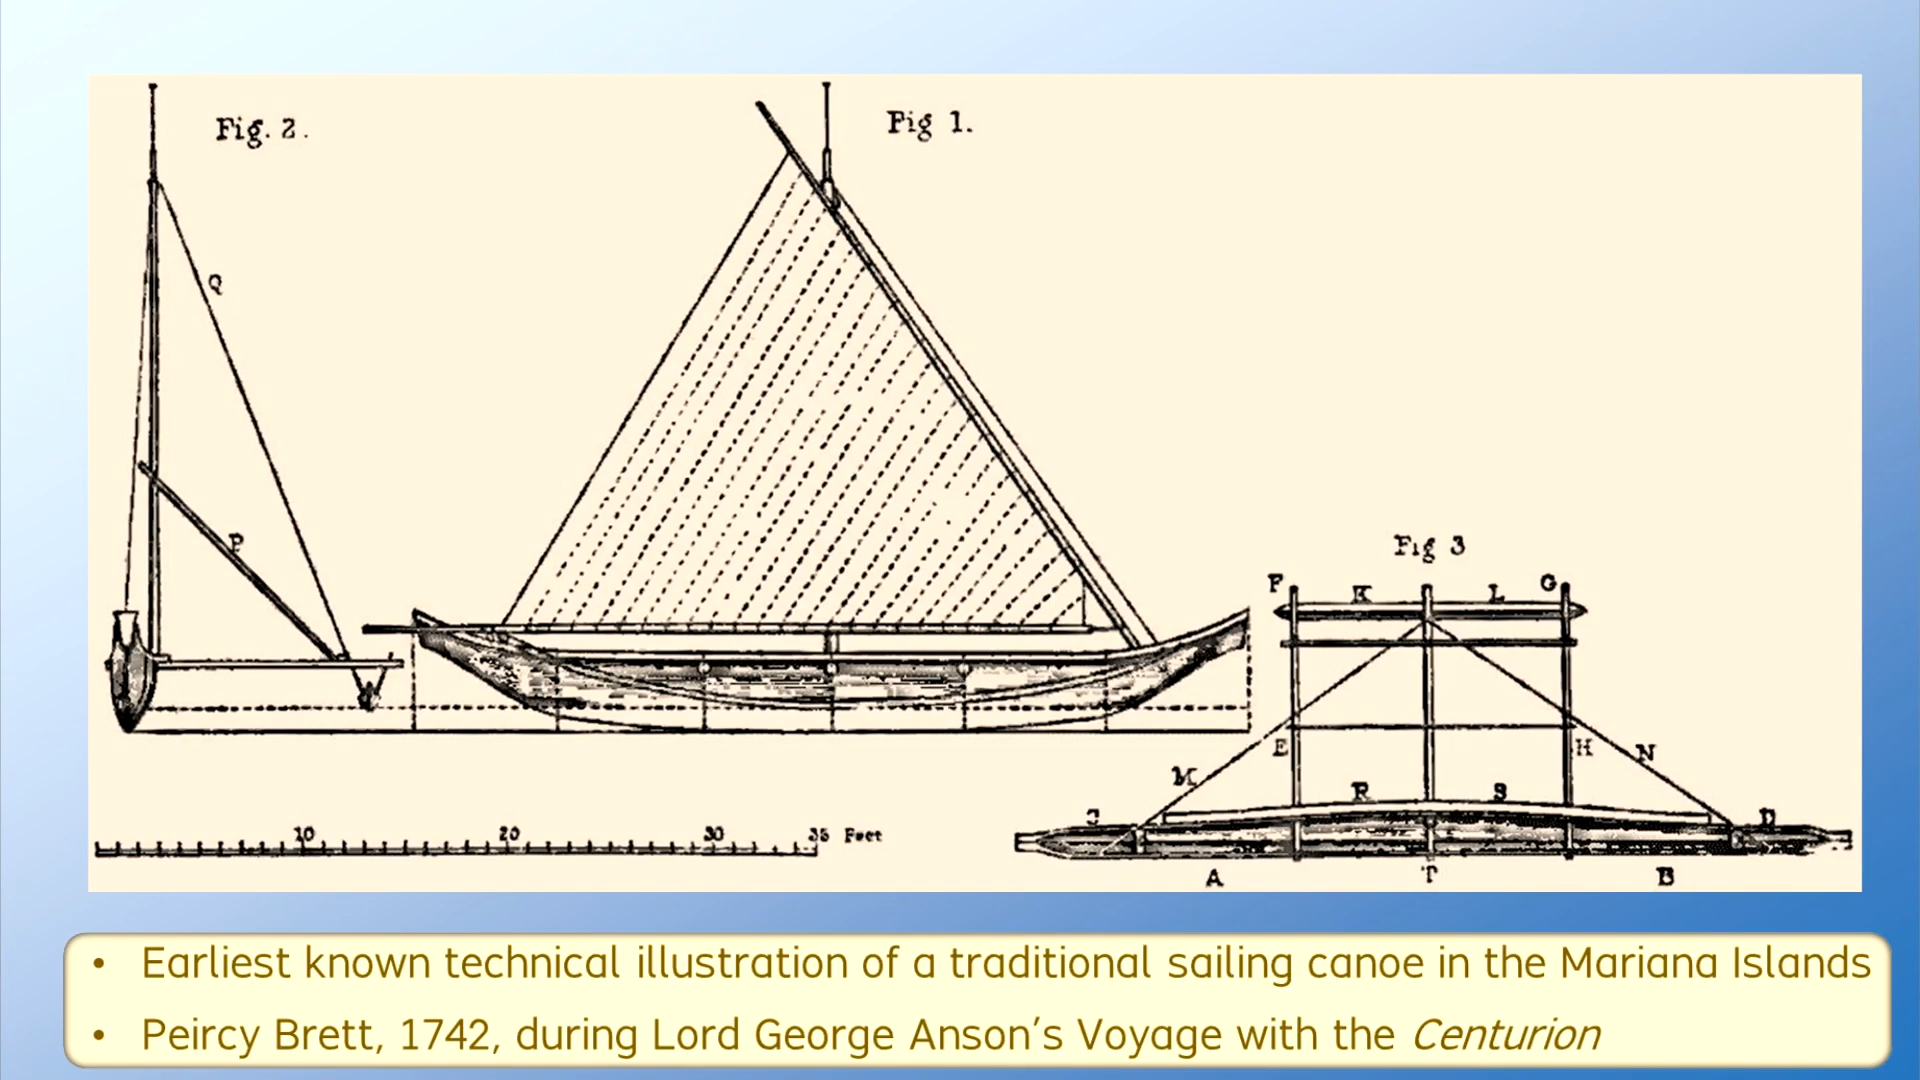 Fig. 2.
Fig 1.
Q
P
Fig 3
F K L G
E H N
M
R S
C D
A T B
10 20 30 35 Feet
• Earliest known technical illustration of a traditional sailing canoe in the Mariana Islands
• Peircy Brett, 1742, during Lord George Anson’s Voyage with the Centurion